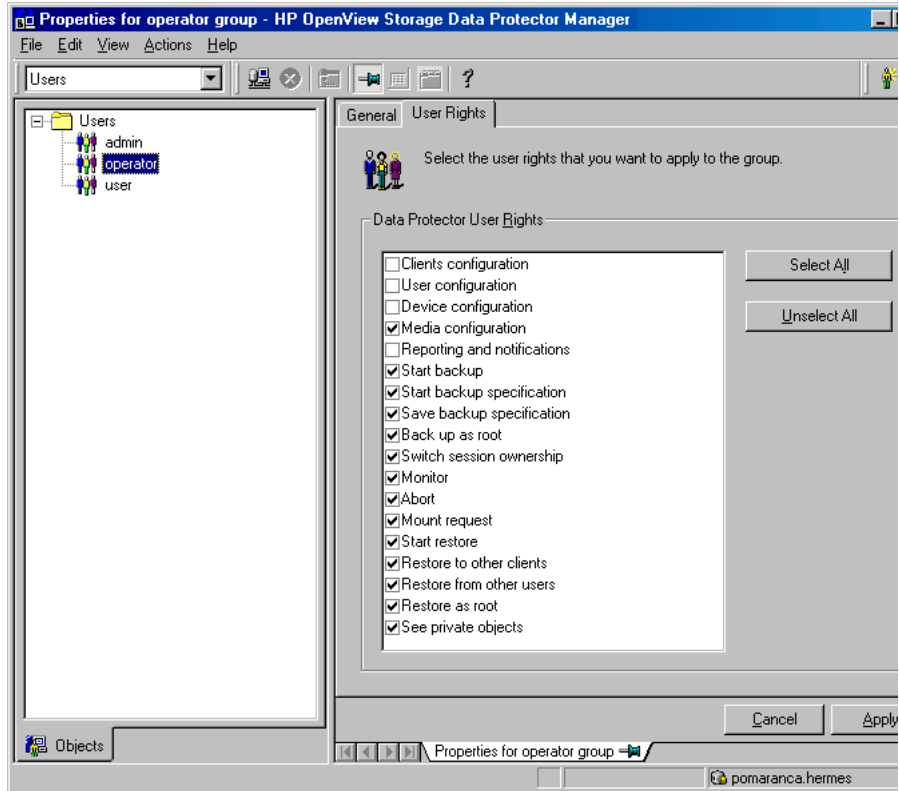 Properties for operator group - HP OpenView Storage Data Protector Manager
File Edit View Actions Help
Users
?
Users
admin
operator
user
General User Rights
Select the user rights that you want to apply to the group.
Data Protector User Rights
Clients configuration
User configuration
Device configuration
Media configuration
Reporting and notifications
Start backup
Start backup specification
Save backup specification
Back up as root
Switch session ownership
Monitor
Abort
Mount request
Start restore
Restore to other clients
Restore from other users
Restore as root
See private objects
Select All
Unselect All
Cancel Apply
Objects
Properties for operator group
pomaranca.hermes